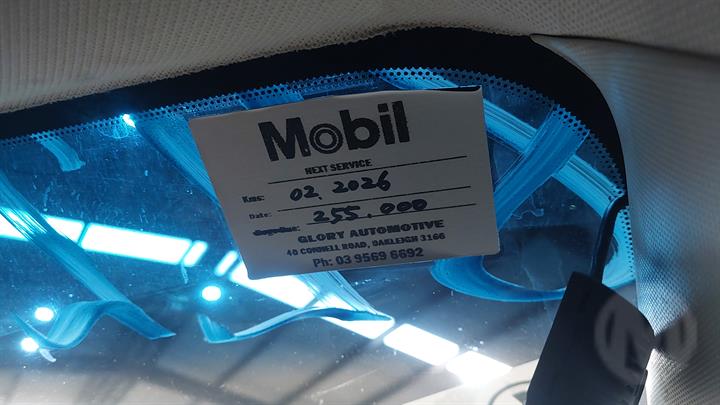 Mobil
NEXT SERVICE
Kms: 02. 2026
Date: 255.000
GLORY AUTOMOTIVE
40 CONNELL ROAD, OAKLEIGH 3166
Ph: 03 9569 6692
M